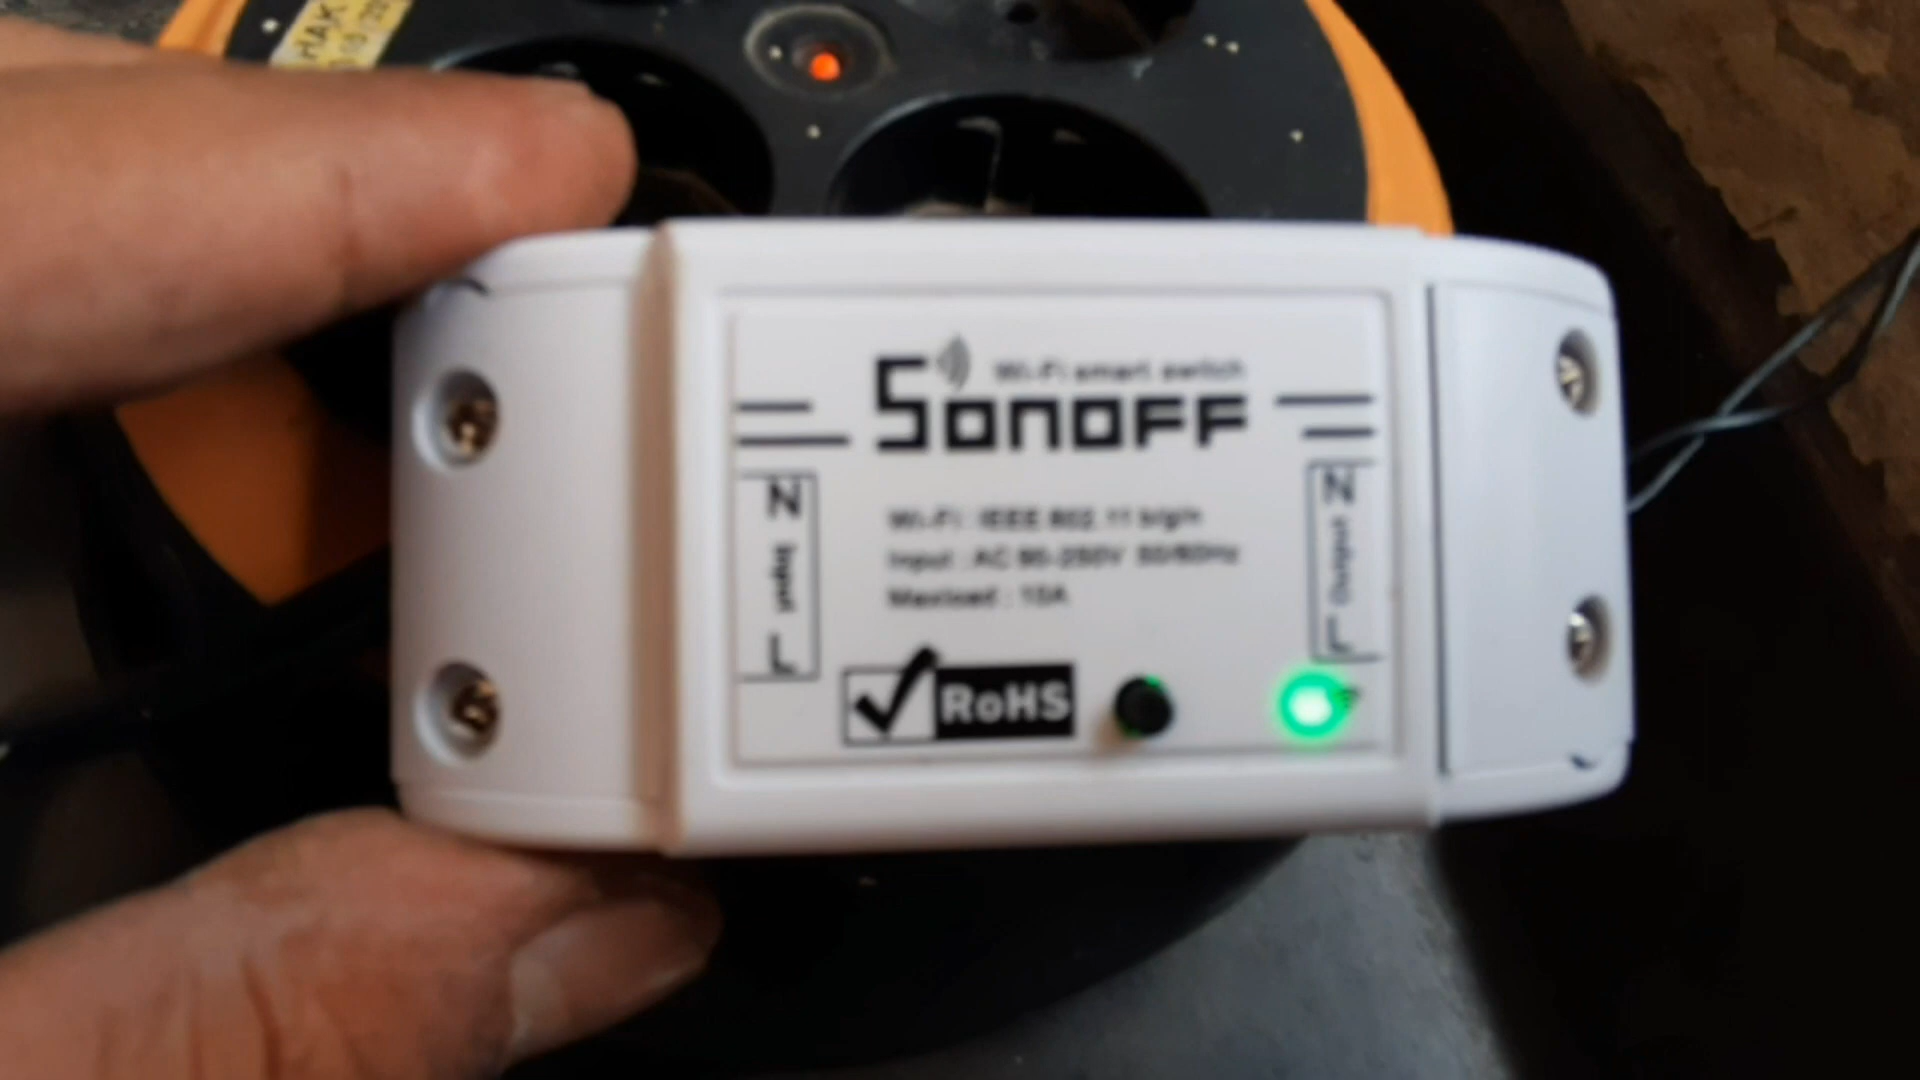 HAK
Wi-Fi smart switch
SONOFF
N
Input
L
N
Output
L
Wi-Fi : IEEE 802.11 b/g/n
Input : AC 90-250V 50/60Hz
Maxload : 10A
RoHS